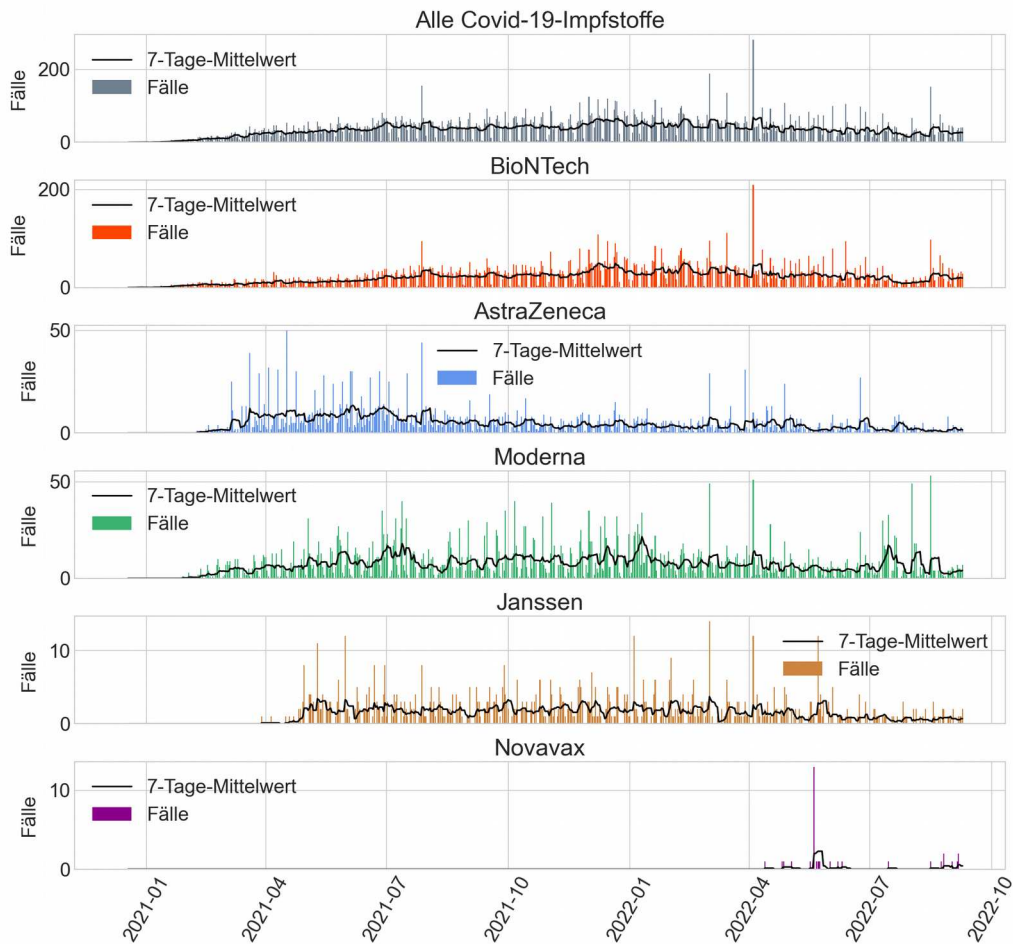 Alle Covid-19-Impfstoffe
7-Tage-Mittelwert
Fälle
Fälle
200
0
BioNTech
7-Tage-Mittelwert
Fälle
Fälle
200
0
AstraZeneca
7-Tage-Mittelwert
Fälle
Fälle
50
0
Moderna
7-Tage-Mittelwert
Fälle
Fälle
50
0
Janssen
7-Tage-Mittelwert
Fälle
Fälle
10
0
Novavax
7-Tage-Mittelwert
Fälle
Fälle
10
0
2021-01
2021-04
2021-07
2021-10
2022-01
2022-04
2022-07
2022-10